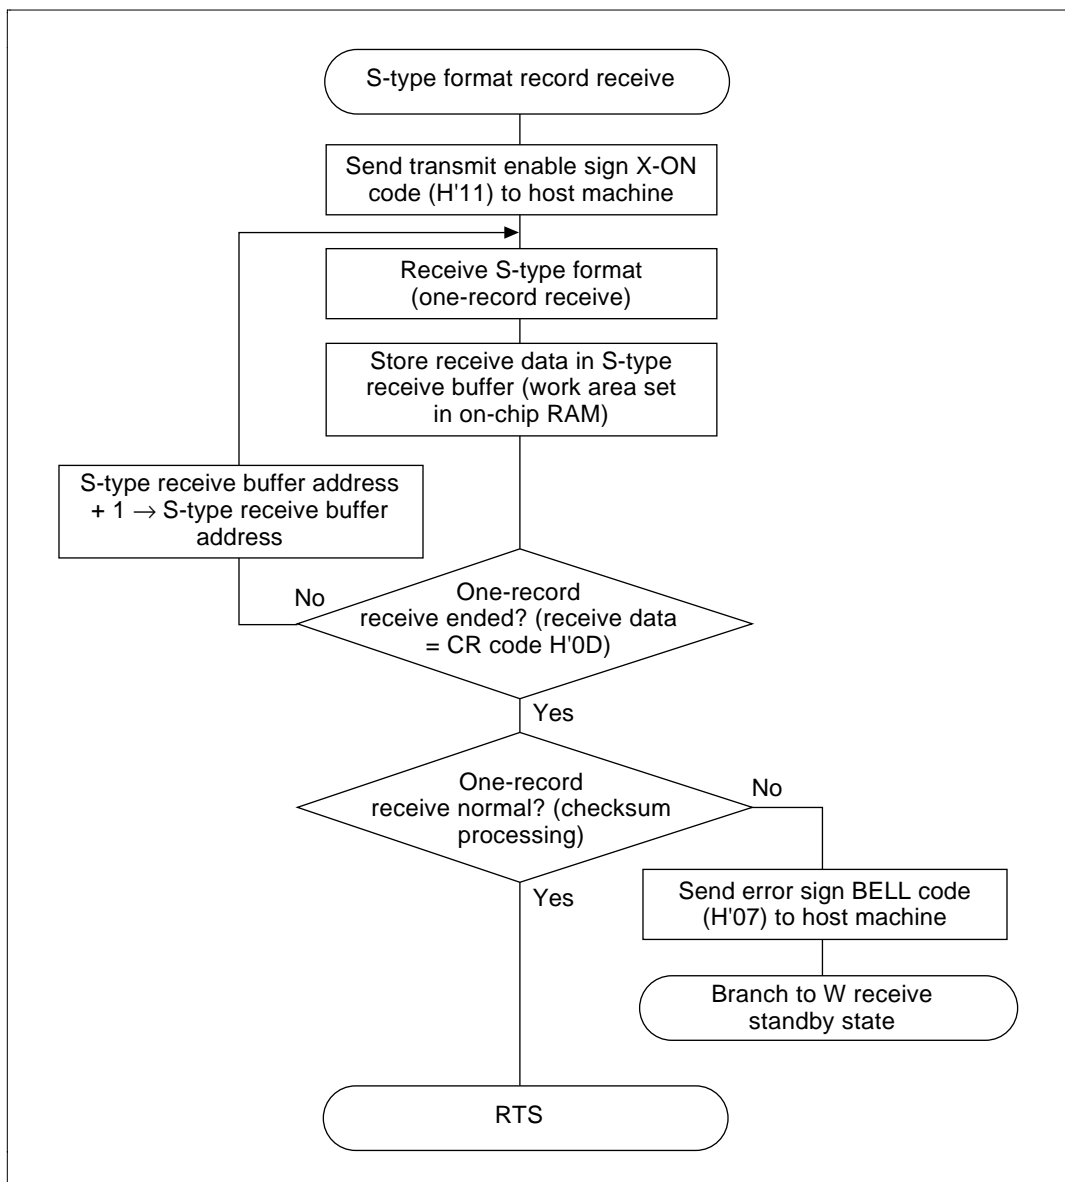 S-type format record receive
Send transmit enable sign X-ON
code (H'11) to host machine
Receive S-type format
(one-record receive)
Store receive data in S-type
receive buffer (work area set
in on-chip RAM)
S-type receive buffer address
+ 1 → S-type receive buffer
address
No
One-record
receive ended? (receive data
= CR code H'0D)
Yes
One-record
receive normal? (checksum
processing)
No
Yes
Send error sign BELL code
(H'07) to host machine
Branch to W receive
standby state
RTS